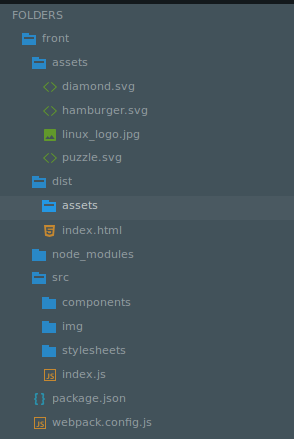 FOLDERS
front
assets
diamond.svg
hamburger.svg
linux_logo.jpg
puzzle.svg
dist
assets
index.html
node_modules
src
components
img
stylesheets
index.js
package.json
webpack.config.js